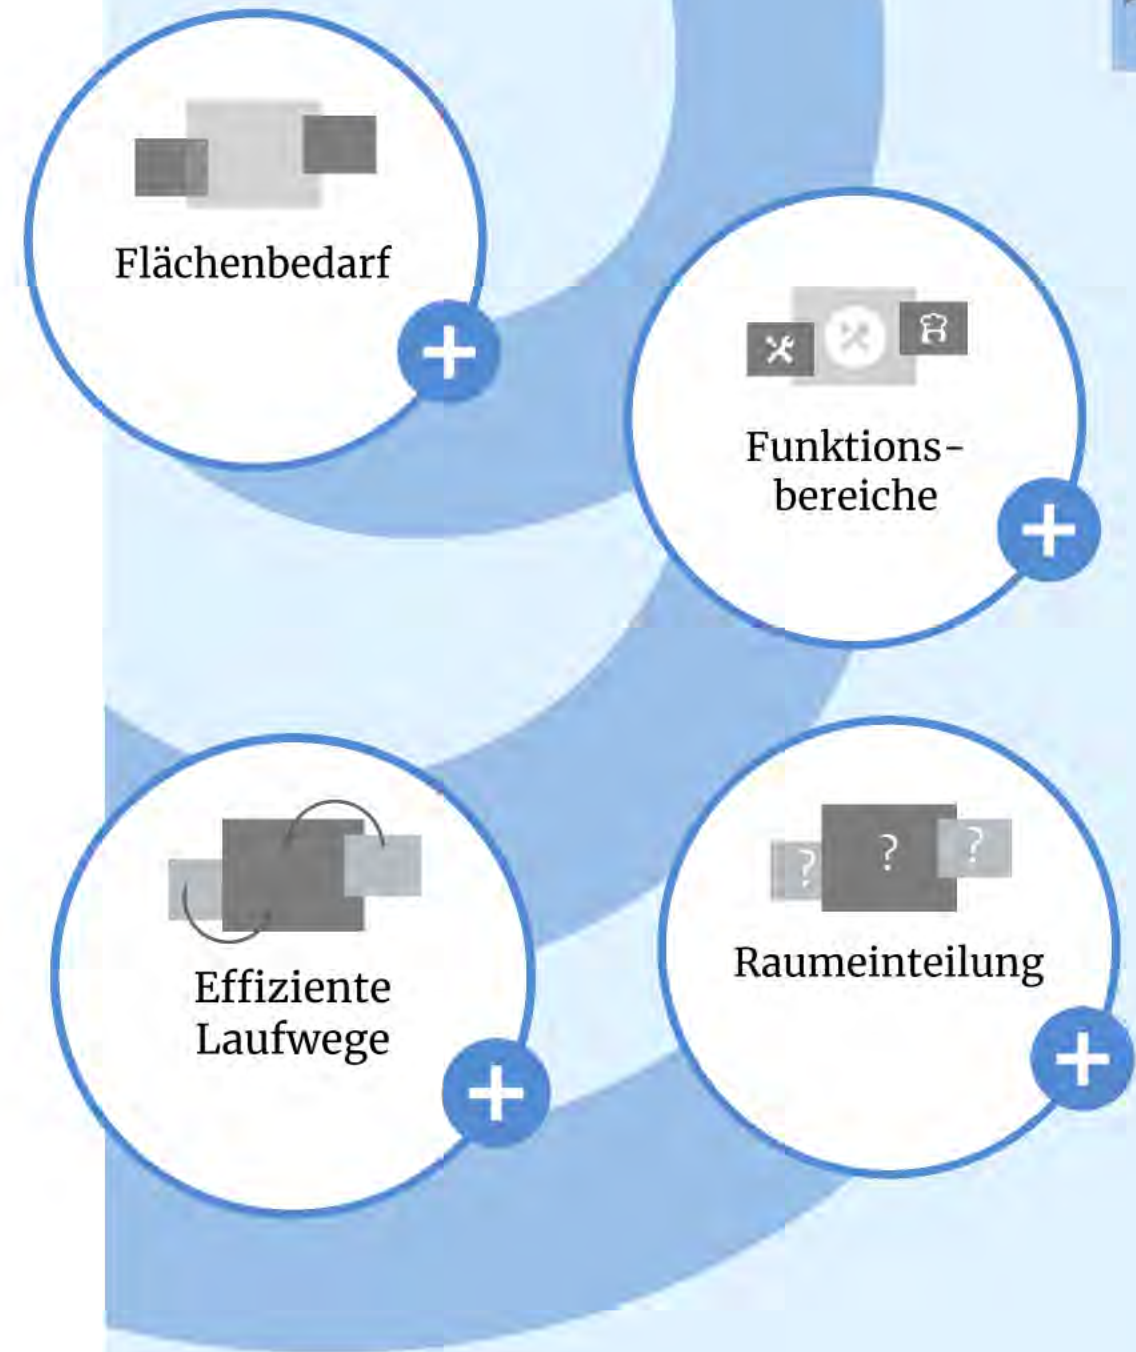 Flächenbedarf
Funktions-
bereiche
Effiziente
Laufwege
? ? ?
Raumeinteilung